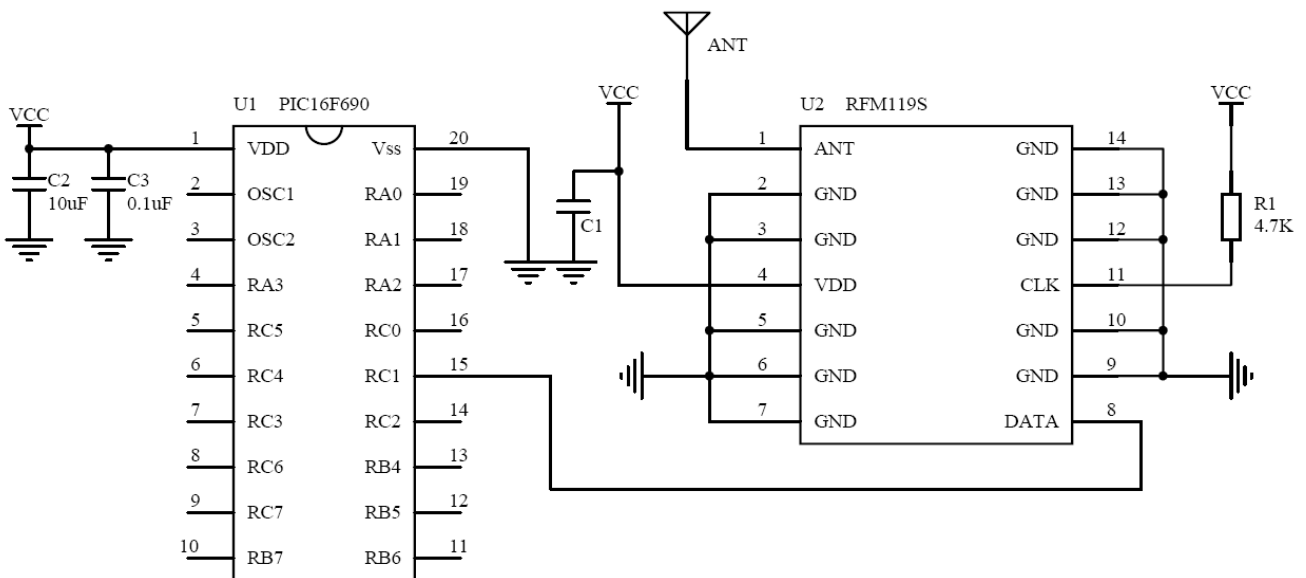 ANT
VCC
VCC
VCC
U1 PIC16F690
U2 RFM119S
1 VDD Vss 20
2 OSC1 RA0 19
3 OSC2 RA1 18
4 RA3 RA2 17
5 RC5 RC0 16
6 RC4 RC1 15
7 RC3 RC2 14
8 RC6 RB4 13
9 RC7 RB5 12
10 RB7 RB6 11
C2
10uF
C3
0.1uF
C1
1 ANT GND 14
2 GND GND 13
3 GND GND 12
4 VDD CLK 11
5 GND GND 10
6 GND GND 9
7 GND DATA 8
R1
4.7K